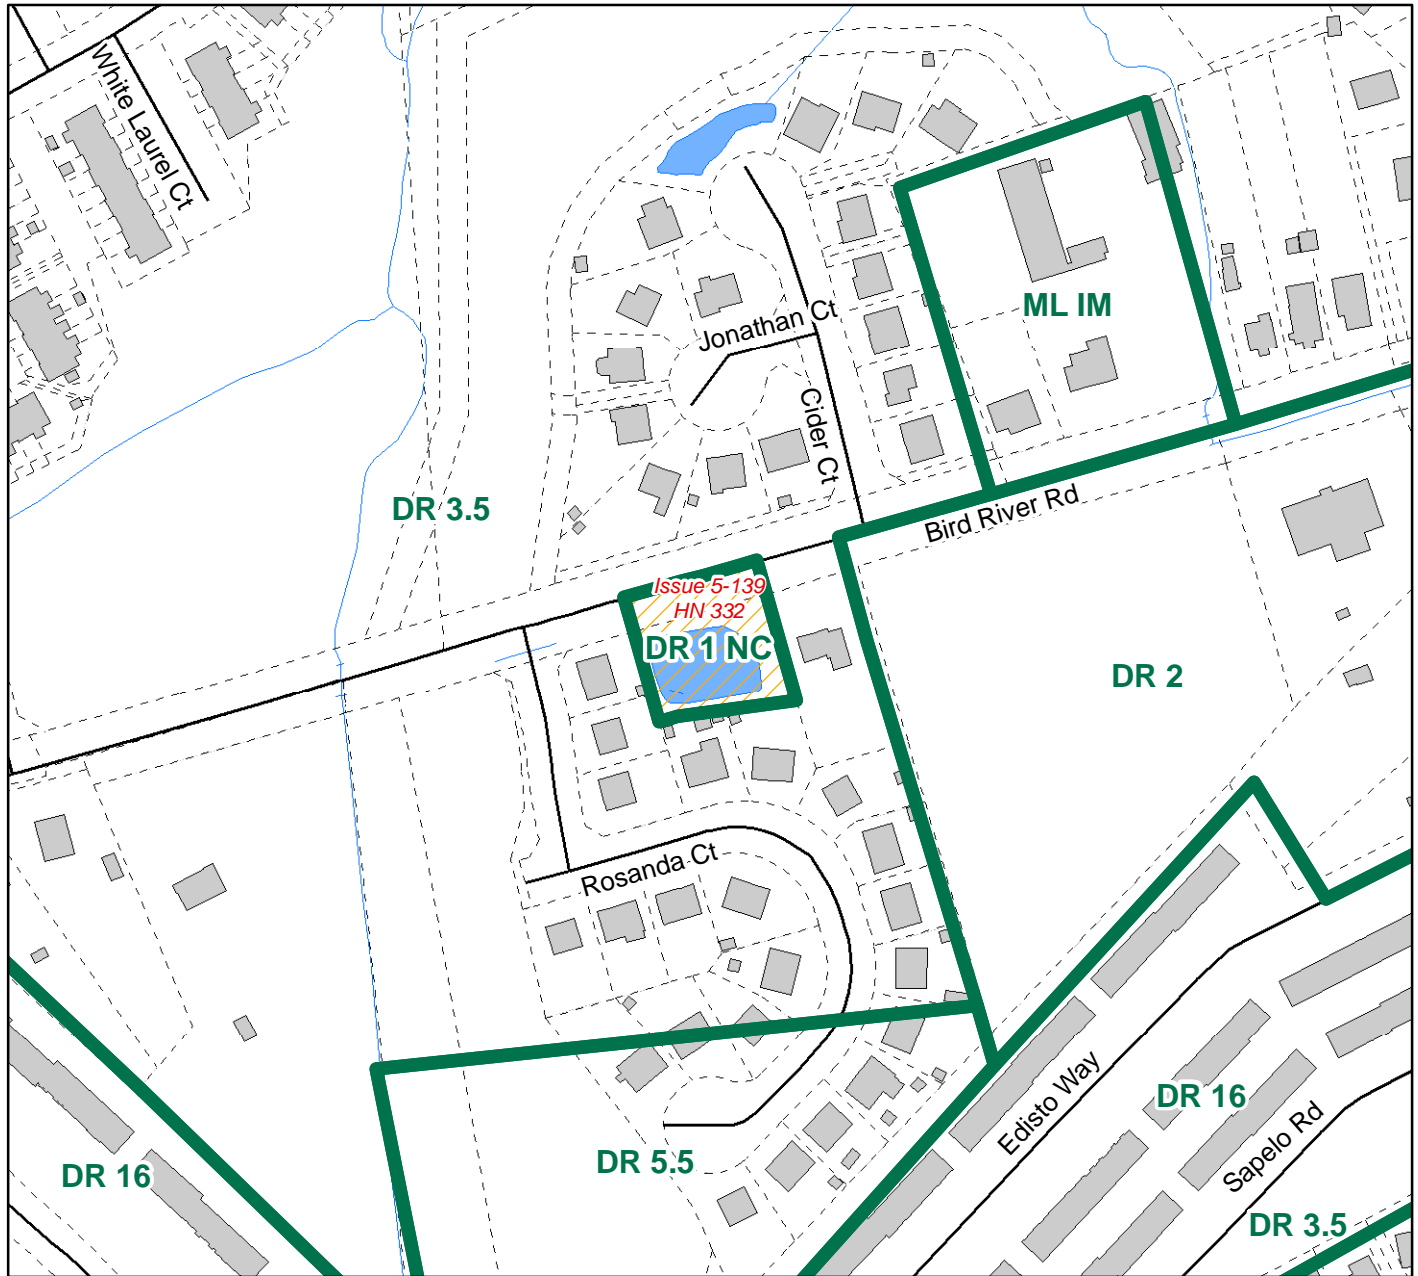 White Laurel Ct
ML IM
Jonathan Ct
Cider Ct
DR 3.5
Bird River Rd
Issue 5-139
HN 332
DR 1 NC
DR 2
Rosanda Ct
Edisto Way
DR 16
Sapelo Rd
DR 5.5
DR 16
DR 3.5